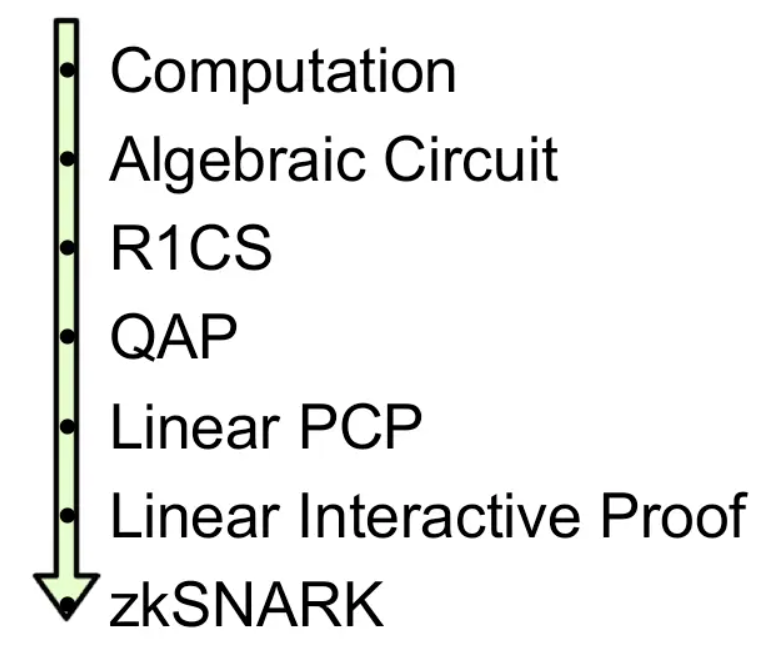 Computation
Algebraic Circuit
R1CS
QAP
Linear PCP
Linear Interactive Proof
zkSNARK